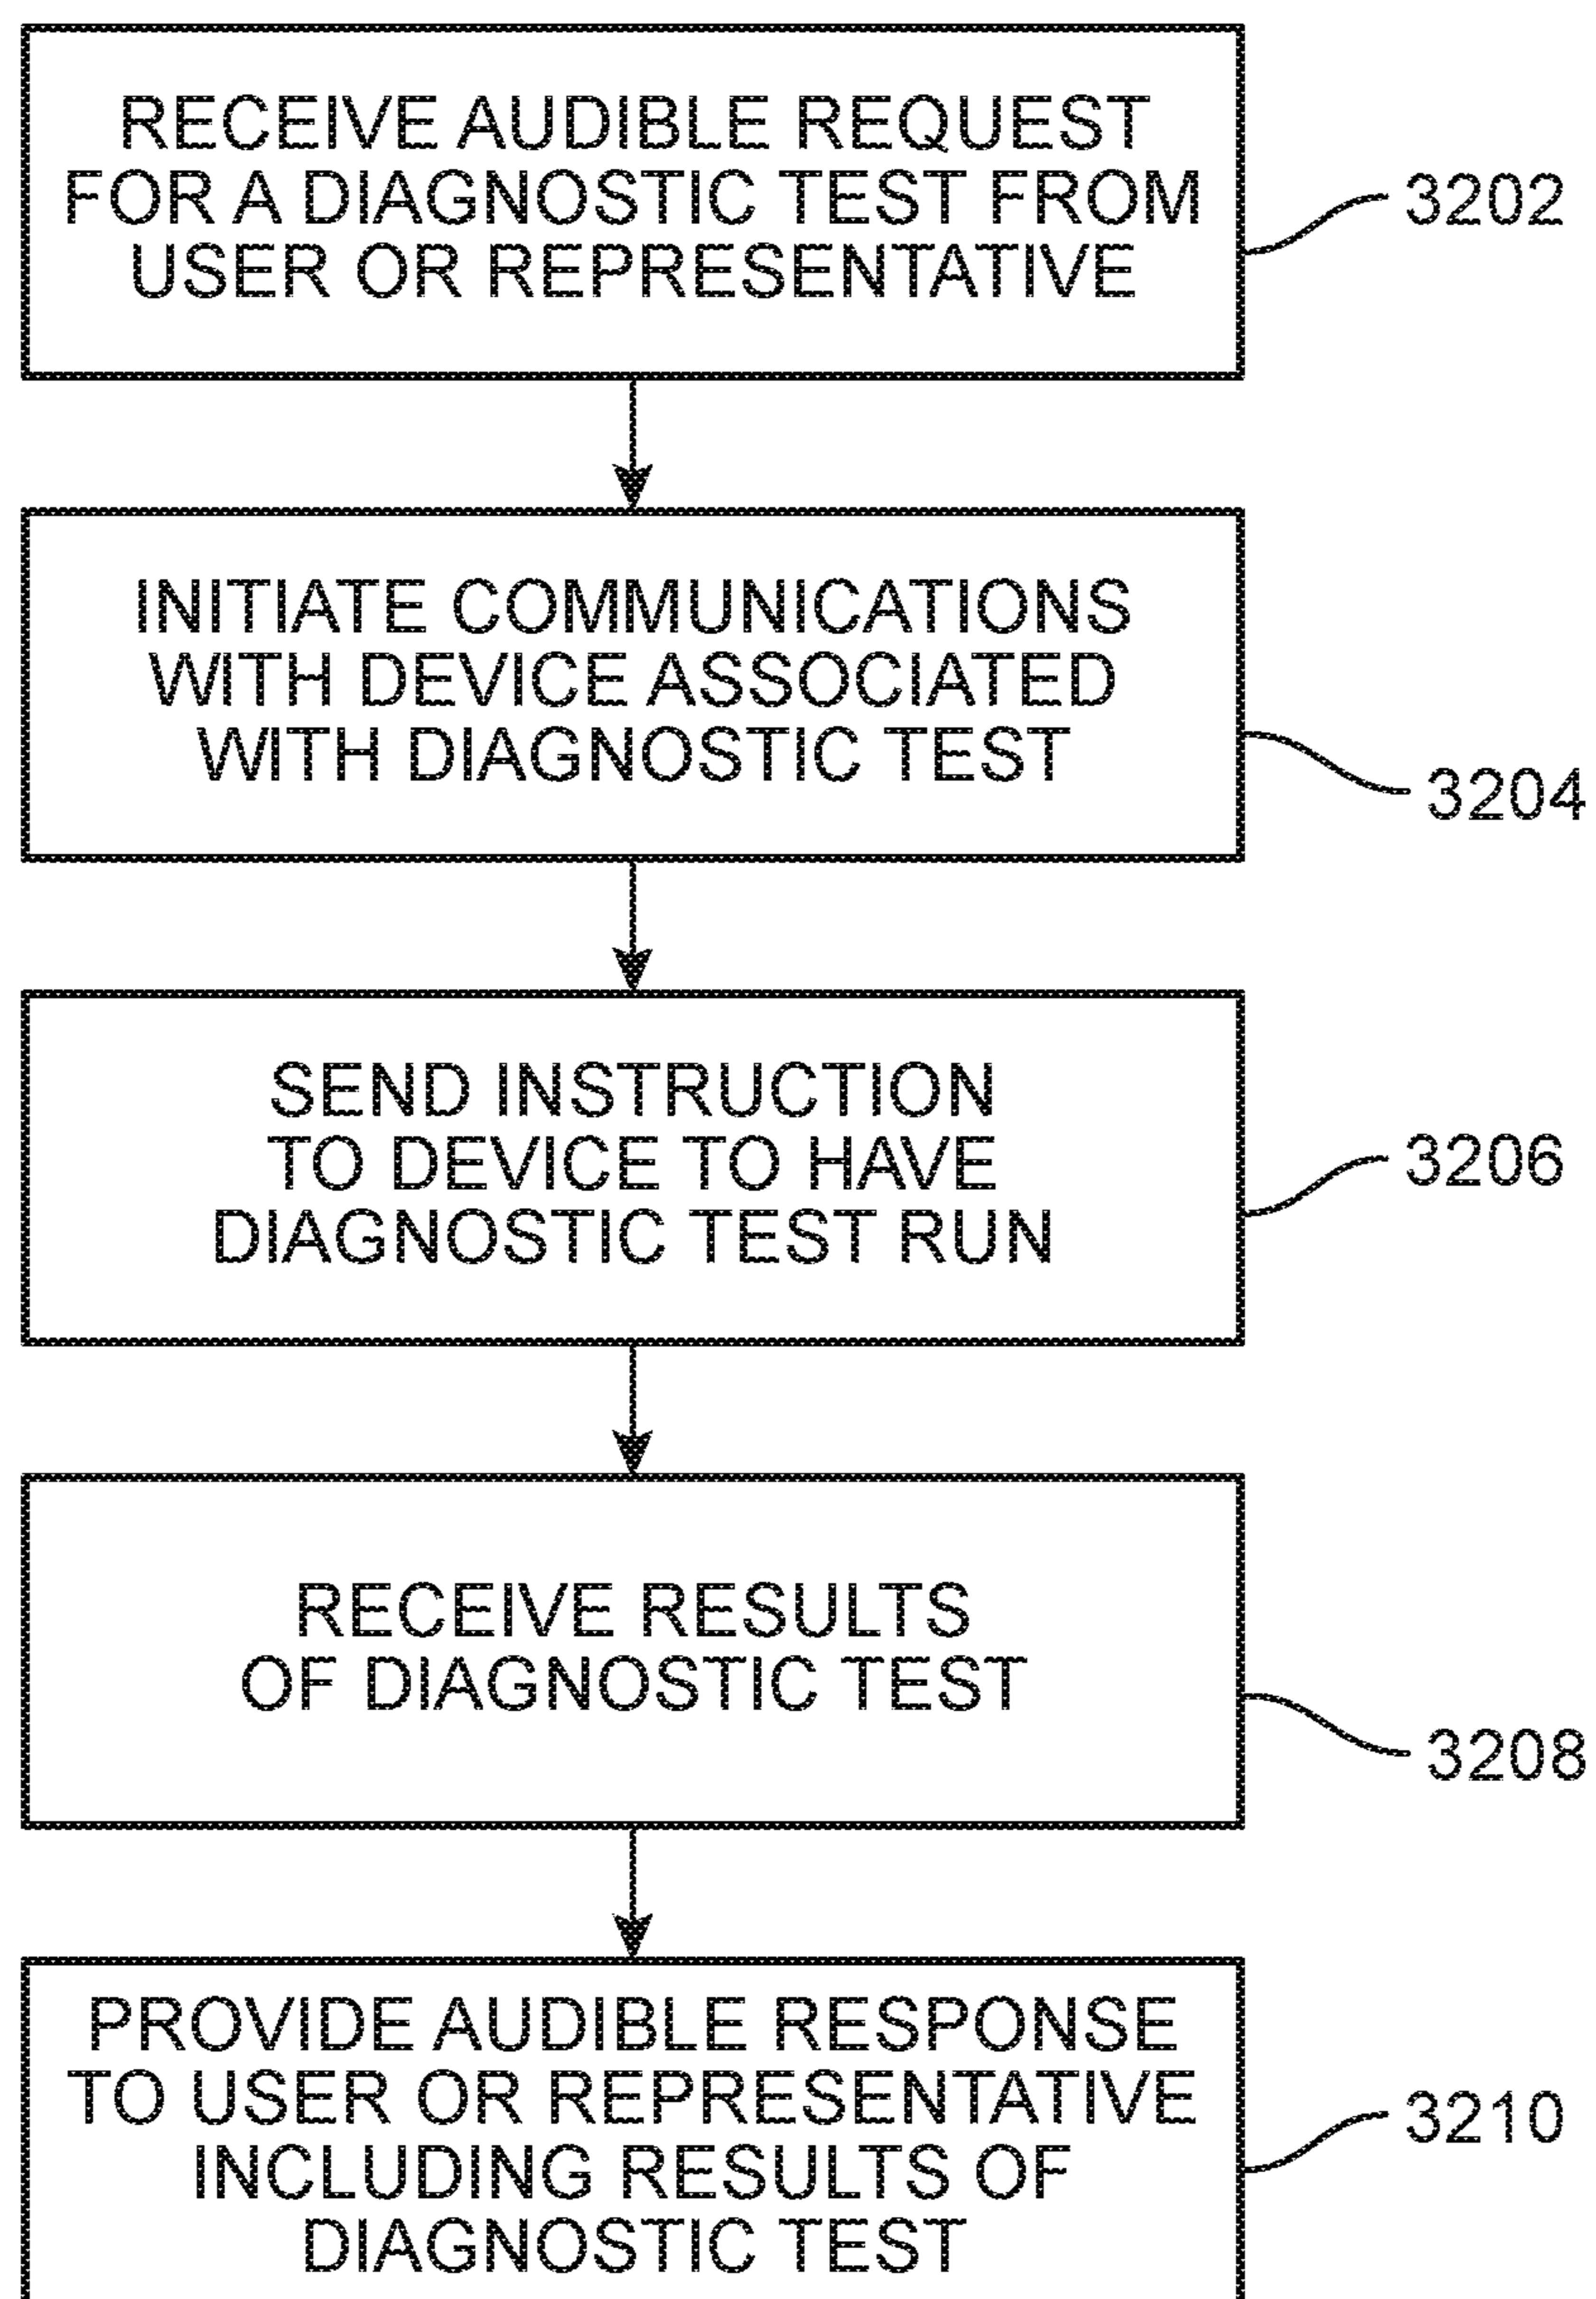 RECEIVE AUDIBLE REQUEST
FOR A DIAGNOSTIC TEST FROM
USER OR REPRESENTATIVE
3202
INITIATE COMMUNICATIONS
WITH DEVICE ASSOCIATED
WITH DIAGNOSTIC TEST
3204
SEND INSTRUCTION
TO DEVICE TO HAVE
DIAGNOSTIC TEST RUN
3206
RECEIVE RESULTS
OF DIAGNOSTIC TEST
3208
PROVIDE AUDIBLE RESPONSE
TO USER OR REPRESENTATIVE
INCLUDING RESULTS OF
DIAGNOSTIC TEST
3210